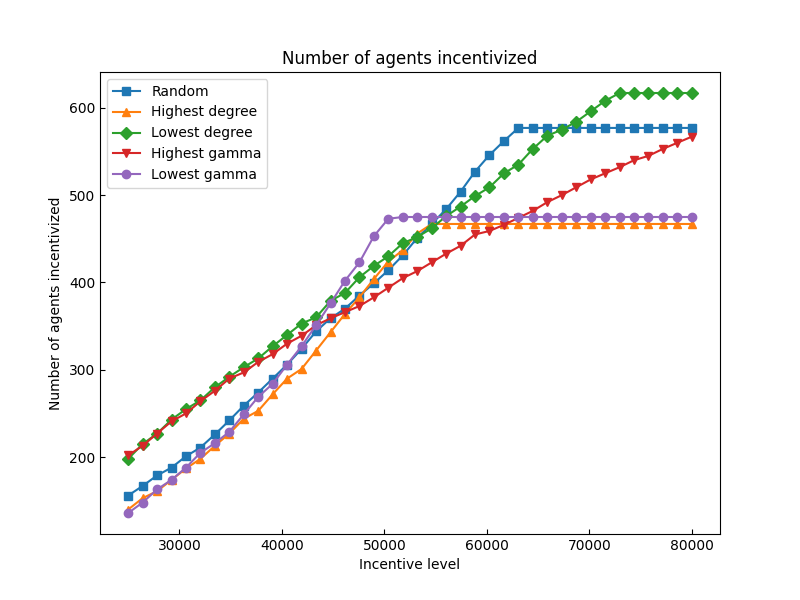 Number of agents incentivized
Random
Highest degree
Lowest degree
Highest gamma
Lowest gamma
600
500
400
300
200
Number of agents incentivized
30000 40000 50000 60000 70000 80000
Incentive level